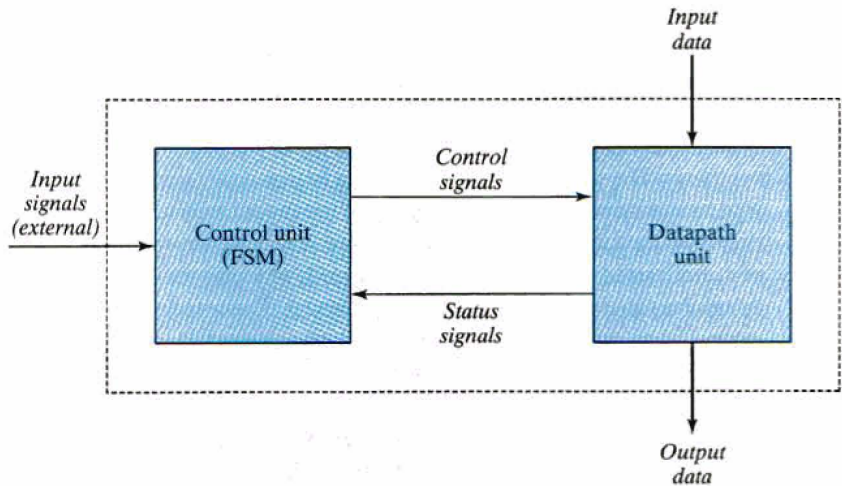 Input
data
Input
signals
(external)
Control unit
(FSM)
Control
signals
Datapath
unit
Status
signals
Output
data